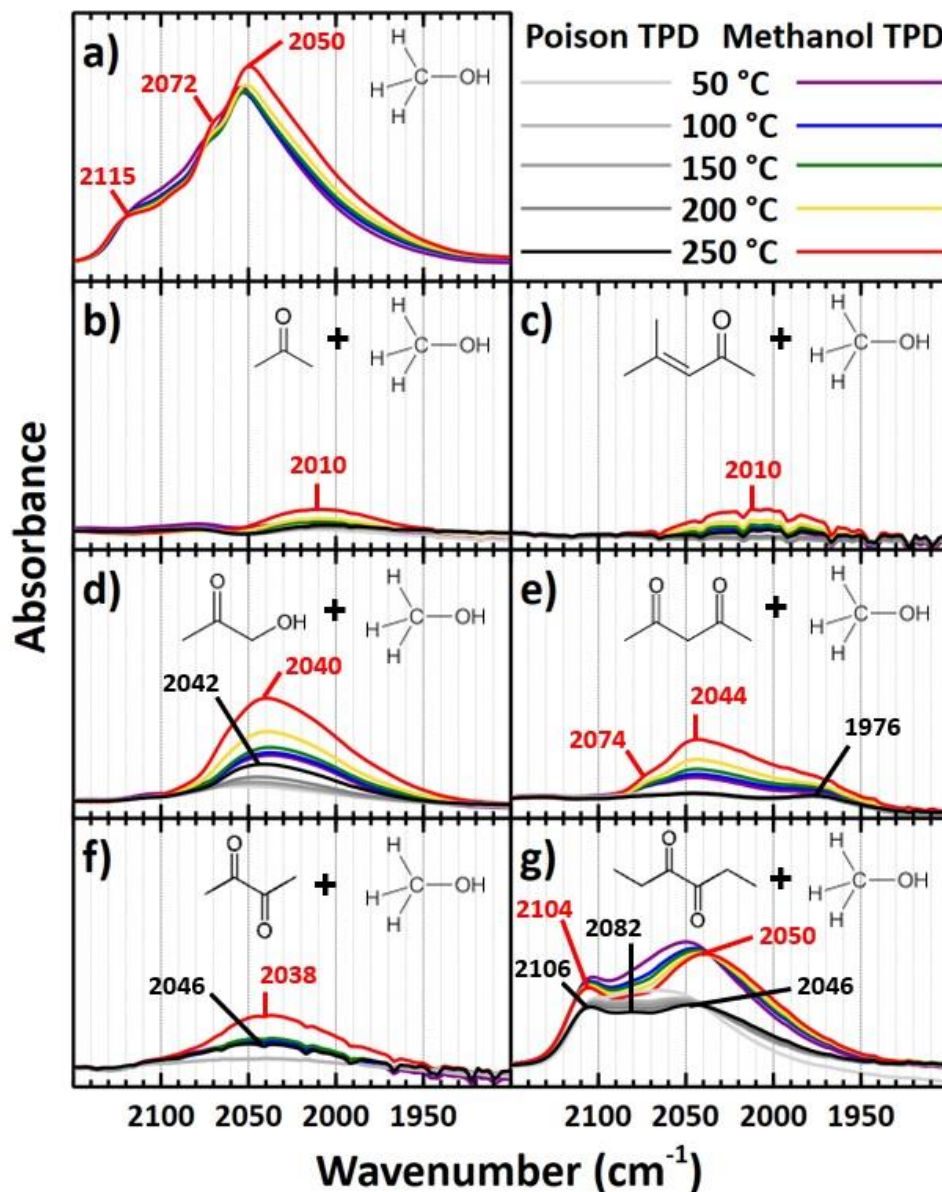 a)
2050
2072
2115
H
H
C
OH
H
Poison TPD Methanol TPD
50 °C
100 °C
150 °C
200 °C
250 °C
b)
O
+
H
H
C
OH
H
2010
c)
O
+
H
H
C
OH
H
2010
d)
O
OH
+
H
H
C
OH
H
2042
2040
e)
O
O
+
H
H
C
OH
H
2044
2074
1976
f)
O
O
+
H
H
C
OH
H
2046
2038
g)
O
O
+
H
H
C
OH
H
2104
2082
2050
2106
2046
Absorbance
2100 2050 2000 1950
2100 2050 2000 1950
Wavenumber (cm-1)